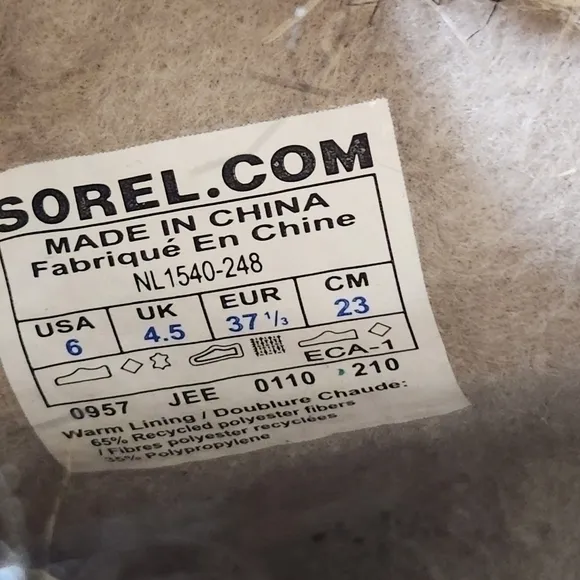 SOREL.COM
MADE IN CHINA
Fabriqué En Chine
NL1540-248
USA UK EUR CM
6 4.5 37 ¹/₃ 23
ECA-1
0957 JEE 0110 210
Warm Lining / Doublure Chaude:
65% Recycled polyester fibers
/ Fibres polyester recyclées
35% Polypropylene